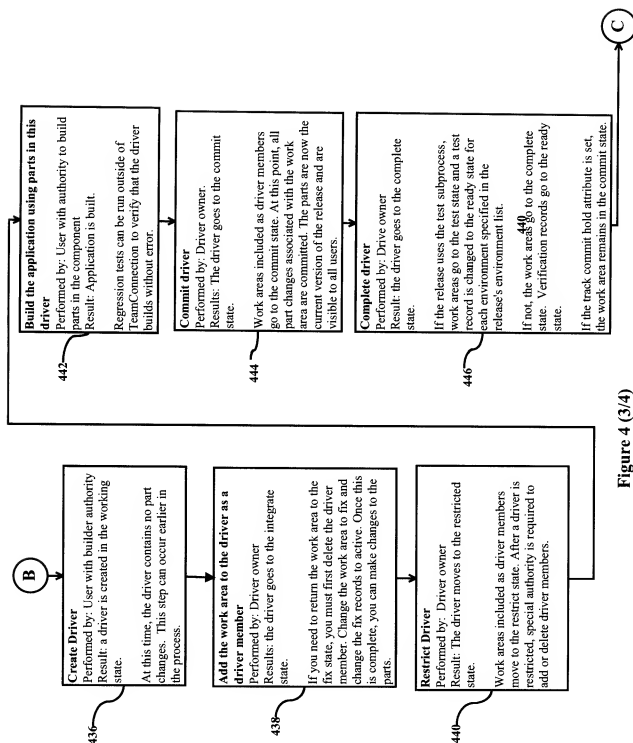 B
Create Driver
Performed by: User with builder authority
Result: a driver is created in the working
state.
At this time, the driver contains no part
changes. This step can occur earlier in
the process.
436
Add the work area to the driver as a
driver member
Performed by: Driver owner
Results: the driver goes to the integrate
state.
If you need to return the work area to the
fix state, you must first delete the driver
member. Change the work area to fix and
change the fix records to active. Once this
is complete, you can make changes to the
parts.
438
Restrict Driver
Performed by: Driver owner
Result: The driver moves to the restricted
state.
Work areas included as driver members
move to the restrict state. After a driver is
restricted, special authority is required to
add or delete driver members.
440
Build the application using parts in this
driver
Performed by: User with authority to build
parts in the component
Result: Application is built.
Regression tests can be run outside of
TeamConnection to verify that the driver
builds without error.
442
Commit driver
Performed by: Driver owner.
Results: The driver goes to the commit
state.
Work areas included as driver members
go to the commit state. At this point, all
part changes associated with the work
area are committed. The parts are now the
current version of the release and are
visible to all users.
444
Complete driver
Performed by: Drive owner
Result: the driver goes to the complete
state.
If the release uses the test subprocess,
work areas go to the test state and a test
record is changed to the ready state for
each environment specified in the
release's environment list.
440
If not, the work areas go to the complete
state. Verification records go to the ready
state.
If the track commit hold attribute is set,
the work area remains in the commit state.
446
C
Figure 4 (3/4)